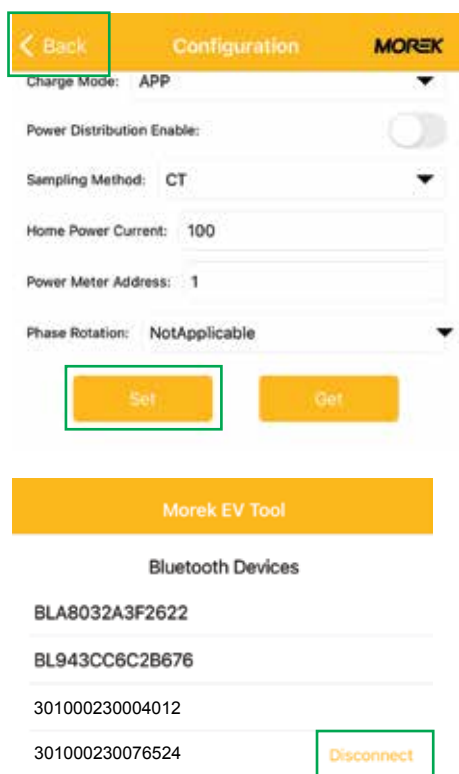 Back Configuration MOREK
Charge Mode: APP
Power Distribution Enable:
Sampling Method: CT
Home Power Current: 100
Power Meter Address: 1
Phase Rotation: NotApplicable
Set Get
Morek EV Tool
Bluetooth Devices
BLA8032A3F2622
BL943CC6C2B676
301000230004012
301000230076524 Disconnect